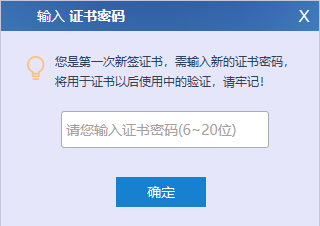 输入 证书密码 X
您是第一次新签证书，需输入新的证书密码，
将用于证书以后使用中的验证，请牢记！
请您输入证书密码(6~20位)
确定